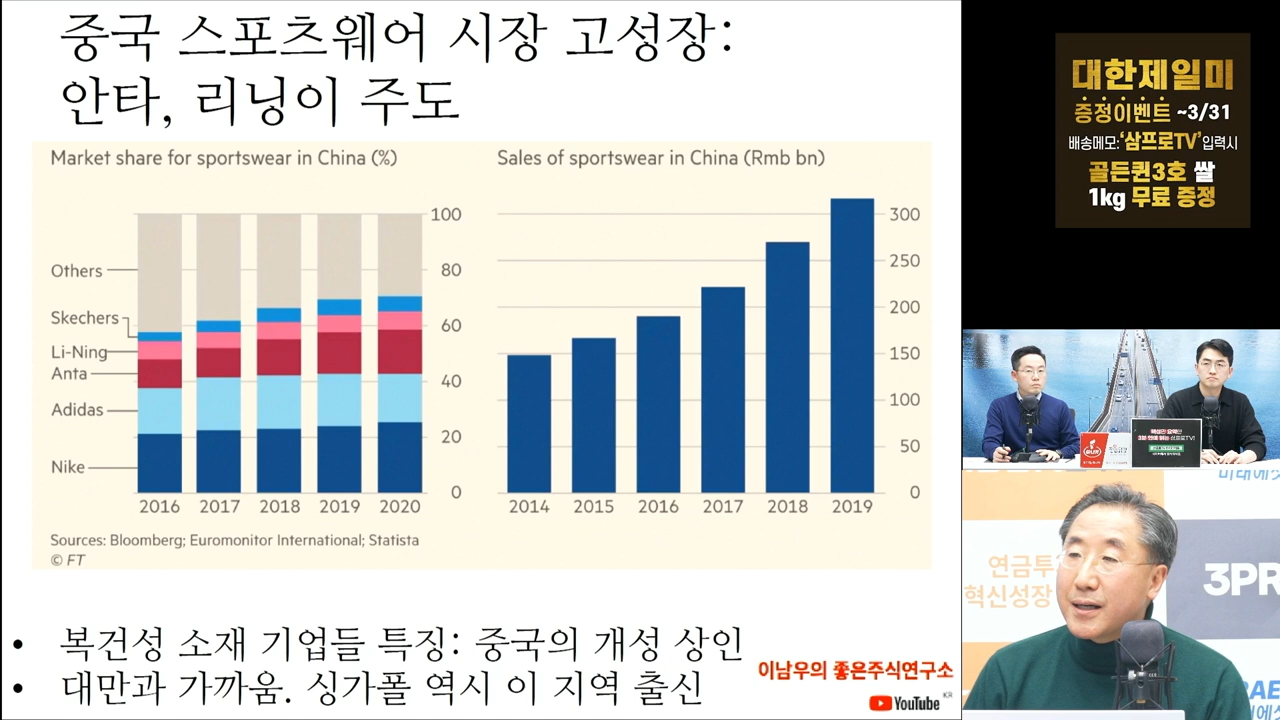 중국 스포츠웨어 시장 고성장:
안타, 리닝이 주도
Market share for sportswear in China (%)
100
80
60
40
20
0
Others
Skechers
Li-Ning
Anta
Adidas
Nike
2016 2017 2018 2019 2020
Sales of sportswear in China (Rmb bn)
300
250
200
150
100
50
0
2014 2015 2016 2017 2018 2019
Sources: Bloomberg; Euromonitor International; Statista
© FT
• 복건성 소재 기업들 특징: 중국의 개성 상인
• 대만과 가까움. 싱가폴 역시 이 지역 출신
이남우의 좋은주식연구소
YouTube KR
대한제일미
증정이벤트 ~3/31
배송메모:'삼프로TV'입력시
골든퀸3호 쌀
1kg 무료 증정
연금투
혁신성장
3PR